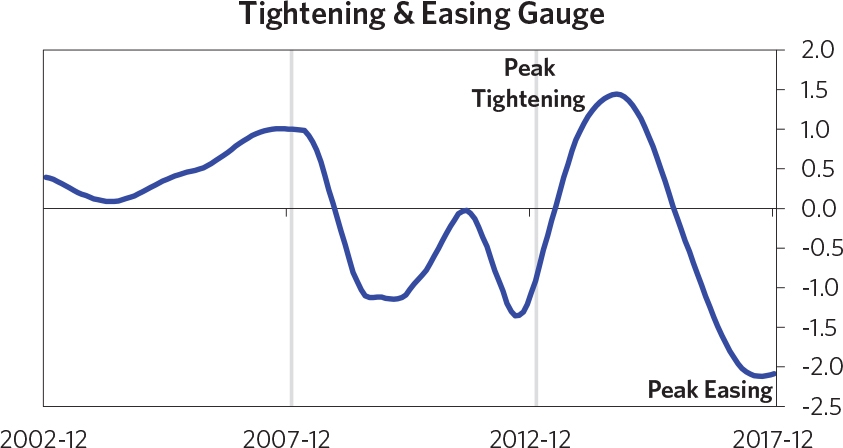 Tightening & Easing Gauge
2.0
Peak
Tightening
1.5
1.0
0.5
0.0
-0.5
-1.0
-1.5
-2.0
Peak Easing
-2.5
2002-12 2007-12 2012-12 2017-12